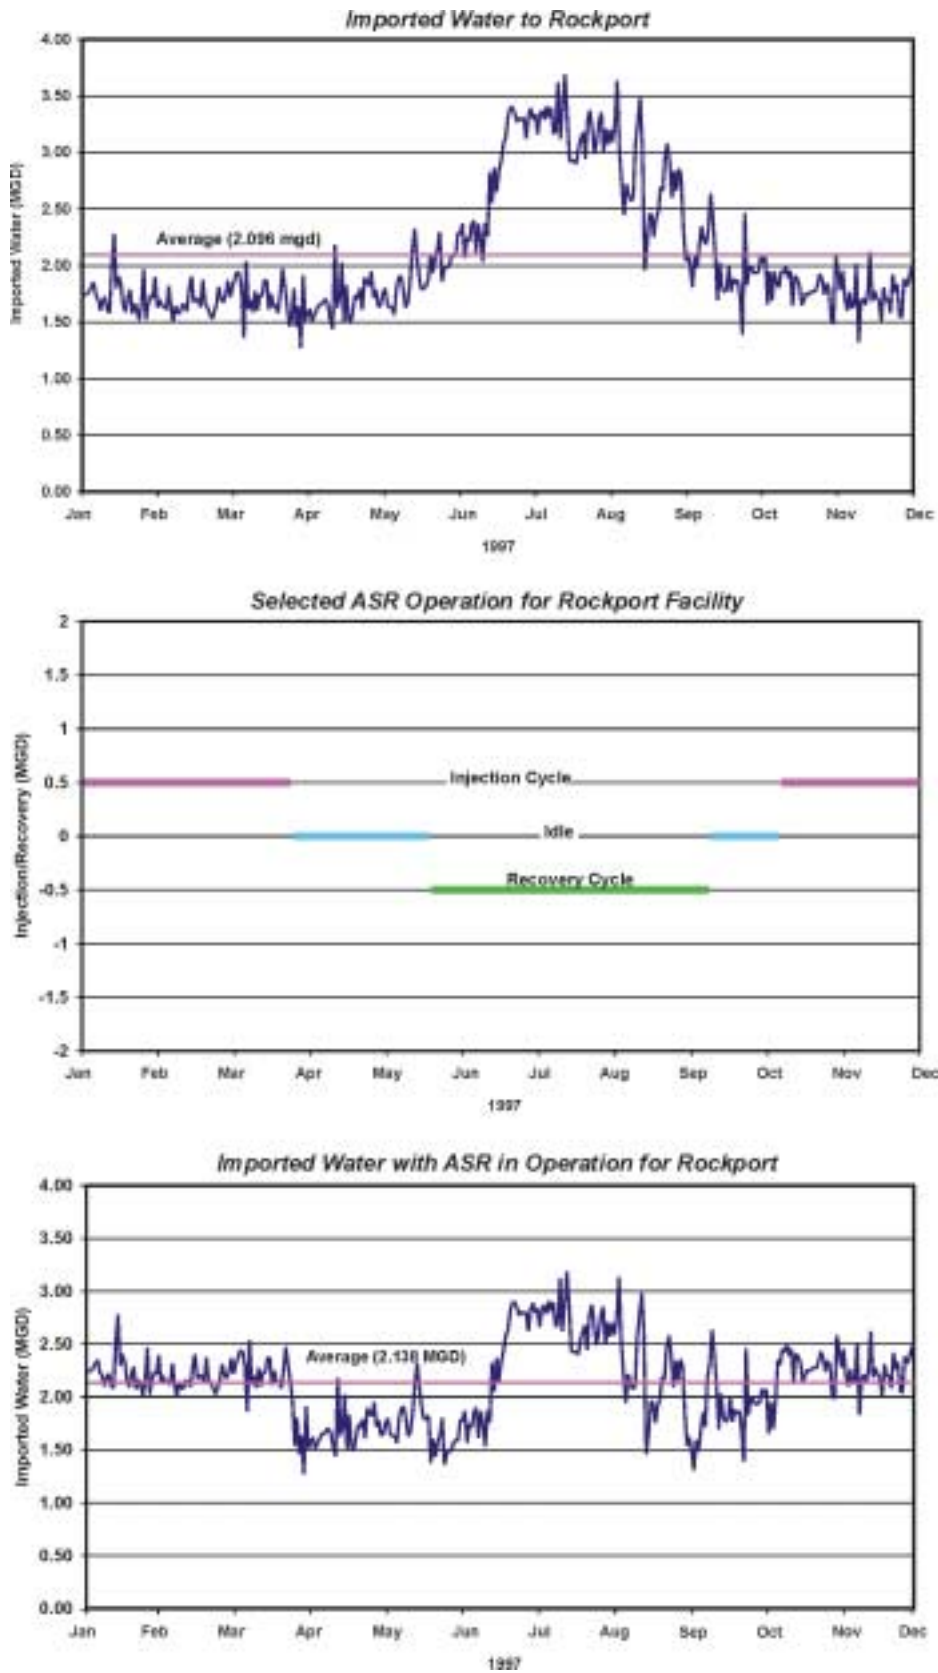 Imported Water to Rockport
4.00
3.50
3.00
2.50
2.00
1.50
1.00
0.50
0.00
Imported Water (MGD)
Average (2.096 mgd)
Jan Feb Mar Apr May Jun Jul Aug Sep Oct Nov Dec
1997
Selected ASR Operation for Rockport Facility
2
1.5
1
0.5
0
-0.5
-1
-1.5
-2
Injection/Recovery (MGD)
Injection Cycle
Idle
Recovery Cycle
Jan Feb Mar Apr May Jun Jul Aug Sep Oct Nov Dec
1997
Imported Water with ASR in Operation for Rockport
4.00
3.50
3.00
2.50
2.00
1.50
1.00
0.50
0.00
Imported Water (MGD)
Average (2.138 MGD)
Jan Feb Mar Apr May Jun Jul Aug Sep Oct Nov Dec
1997